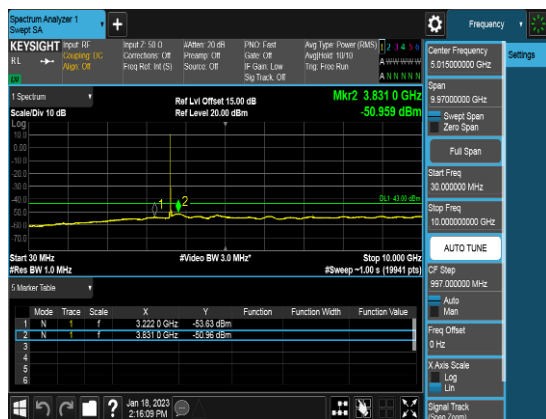 Spectrum Analyzer 1
Swept SA
Frequency
KEYSIGHT
Input: RF
Coupling: DC
Align: Off
Input Z: 50 Ω
Corrections: Off
Freq Ref: Int (S)
#Atten: 20 dB
Preamp: Off
Source: Off
PNO: Fast
Gate: Off
IF Gain: Low
Sig Track: Off
Avg Type: Power (RMS)
Avg|Hold: 10/10
Trig: Free Run
1 2 3 4 5 6
A W W W W W
A N N N N N
RL
Center Frequency
5.015000000 GHz
Settings
Span
9.97000000 GHz
Swept Span
Zero Span
Full Span
Start Freq
30.000000 MHz
Stop Freq
10.000000000 GHz
AUTO TUNE
CF Step
997.000000 MHz
Auto
Man
Freq Offset
0 Hz
X Axis Scale
Log
Lin
Signal Track
(Span Zoom)
1 Spectrum
Scale/Div 10 dB
Log
Ref Lvl Offset 15.00 dB
Ref Level 20.00 dBm
Mkr2 3.831 0 GHz
-50.959 dBm
10.0
0.00
-10.0
-20.0
-30.0
-40.0
-50.0
-60.0
-70.0
1
2
DL1 -43.00 dBm
Start 30 MHz
#Res BW 1.0 MHz
#Video BW 3.0 MHz*
Stop 10.000 GHz
#Sweep ~1.00 s (19941 pts)
5 Marker Table
Mode Trace Scale X Y Function Function Width Function Value
1 N 1 f 3.222 0 GHz -53.63 dBm
2 N 1 f 3.831 0 GHz -50.96 dBm
3
4
5
6
Jan 18, 2023
2:16:09 PM